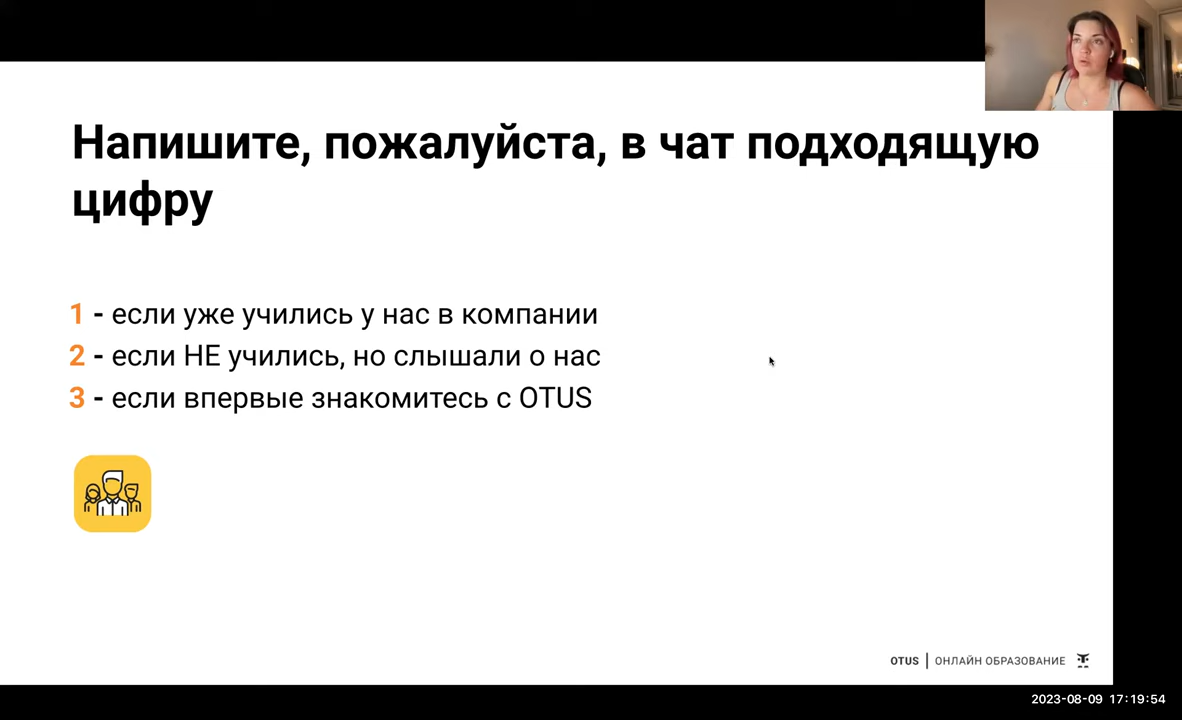 Напишите, пожалуйста, в чат подходящую
цифру
1 - если уже учились у нас в компании
2 - если НЕ учились, но слышали о нас
3 - если впервые знакомитесь с OTUS
OTUS | ОНЛАЙН ОБРАЗОВАНИЕ
2023-08-09 17:19:54